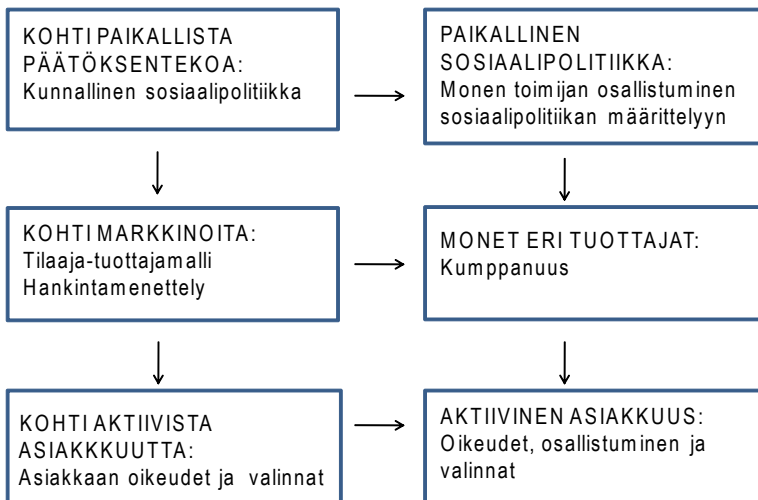 KOHTI PAIKALLISTA
PÄÄTÖKSENTEKOA:
Kunnallinen sosiaalipolitiikka
PAIKALLINEN
SOSIAALIPOLITIIKKA:
Monen toimijan osallistuminen
sosiaalipolitiikan määrittelyyn
KOHTI MARKKINOITA:
Tilaaja-tuottajamalli
Hankintamenettely
MONET ERI TUOTTAJAT:
Kumppanuus
KOHTI AKTIIVISTA
ASIAKKKUUTTA:
Asiakkaan oikeudet ja valinnat
AKTIIVINEN ASIAKKUUS:
Oikeudet, osallistuminen ja
valinnat